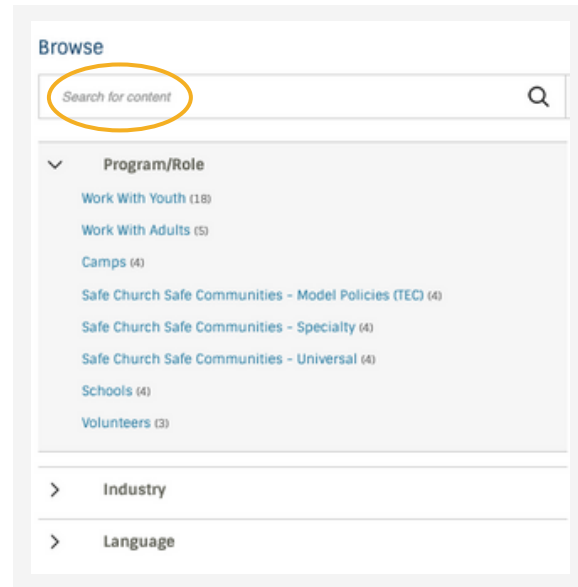 Browse
Search for content
Program/Role
Work With Youth (18)
Work With Adults (5)
Camps (4)
Safe Church Safe Communities - Model Policies (TEC) (4)
Safe Church Safe Communities - Specialty (4)
Safe Church Safe Communities - Universal (4)
Schools (4)
Volunteers (3)
Industry
Language